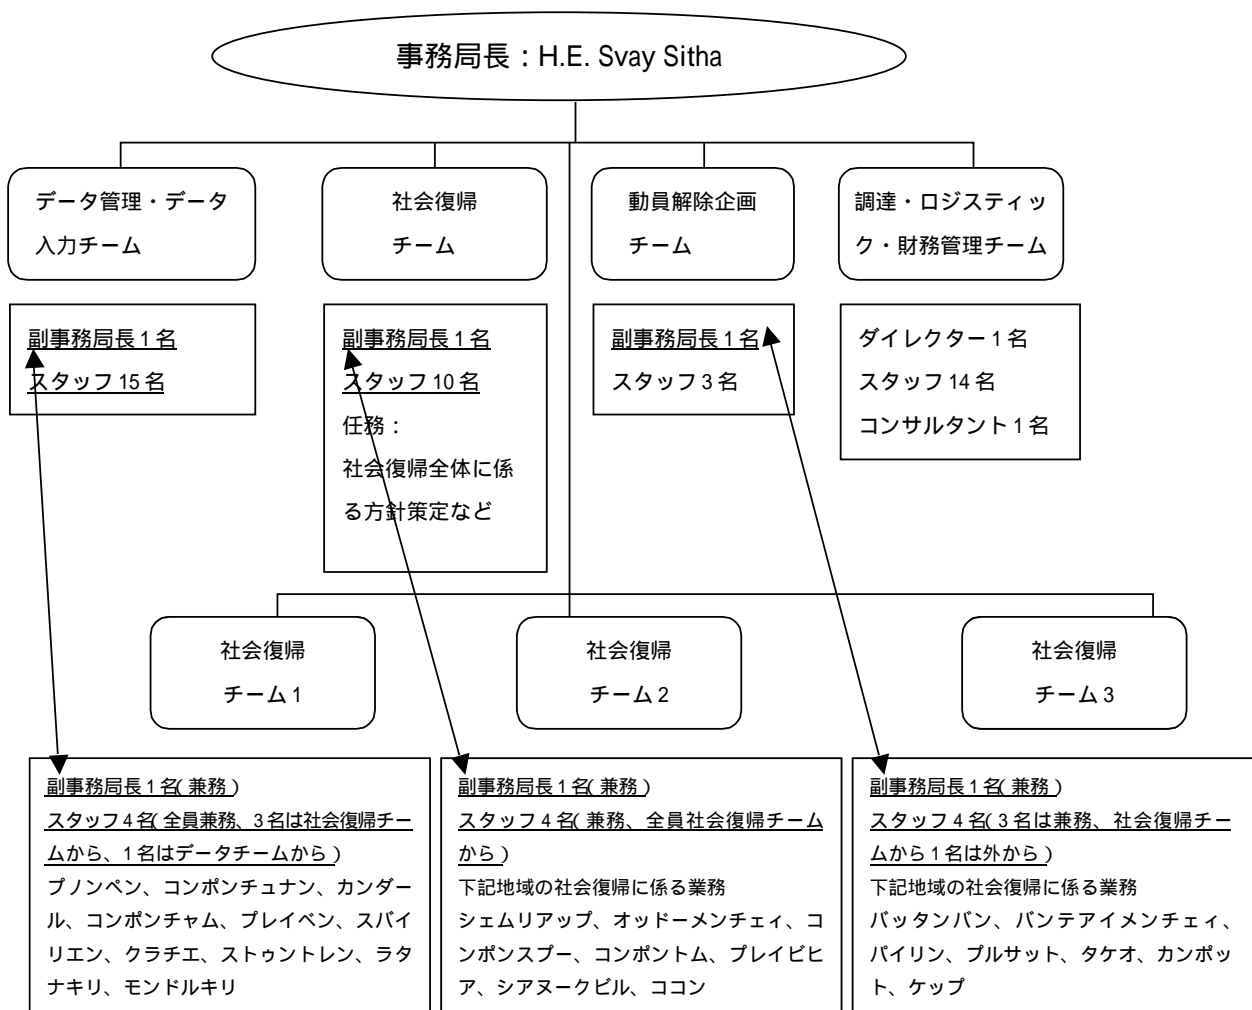 事務局長：H.E. Svay Sitha
データ管理・データ
入力チーム
社会復帰
チーム
動員解除企画
チーム
調達・ロジスティッ
ク・財務管理チーム
副事務局長1名
スタッフ15名
副事務局長1名
スタッフ10名
任務：
社会復帰全体に係
る方針策定など
副事務局長1名
スタッフ3名
ダイレクター1名
スタッフ14名
コンサルタント1名
社会復帰
チーム1
社会復帰
チーム2
社会復帰
チーム3
副事務局長1名（兼務）
スタッフ4名（全員兼務、3名は社会復帰チー
ムから、1名はデータチームから）
プノンペン、コンポンチュナン、カンダー
ル、コンポンチャム、プレイベン、スバイ
リエン、クラチエ、ストゥントレン、ラタ
ナキリ、モンドルキリ
副事務局長1名（兼務）
スタッフ4名（兼務、全員社会復帰チーム
から）
下記地域の社会復帰に係る業務
シェムリアップ、オッドーメンチェィ、コ
ンポンスプー、コンポントム、プレイビヒ
ア、シアヌークビル、ココン
副事務局長1名（兼務）
スタッフ4名（3名は兼務、社会復帰チー
ムから1名は外から）
下記地域の社会復帰に係る業務
バッタンバン、バンテアイメンチェィ、
パイリン、プルサット、タケオ、カンポッ
ト、ケップ